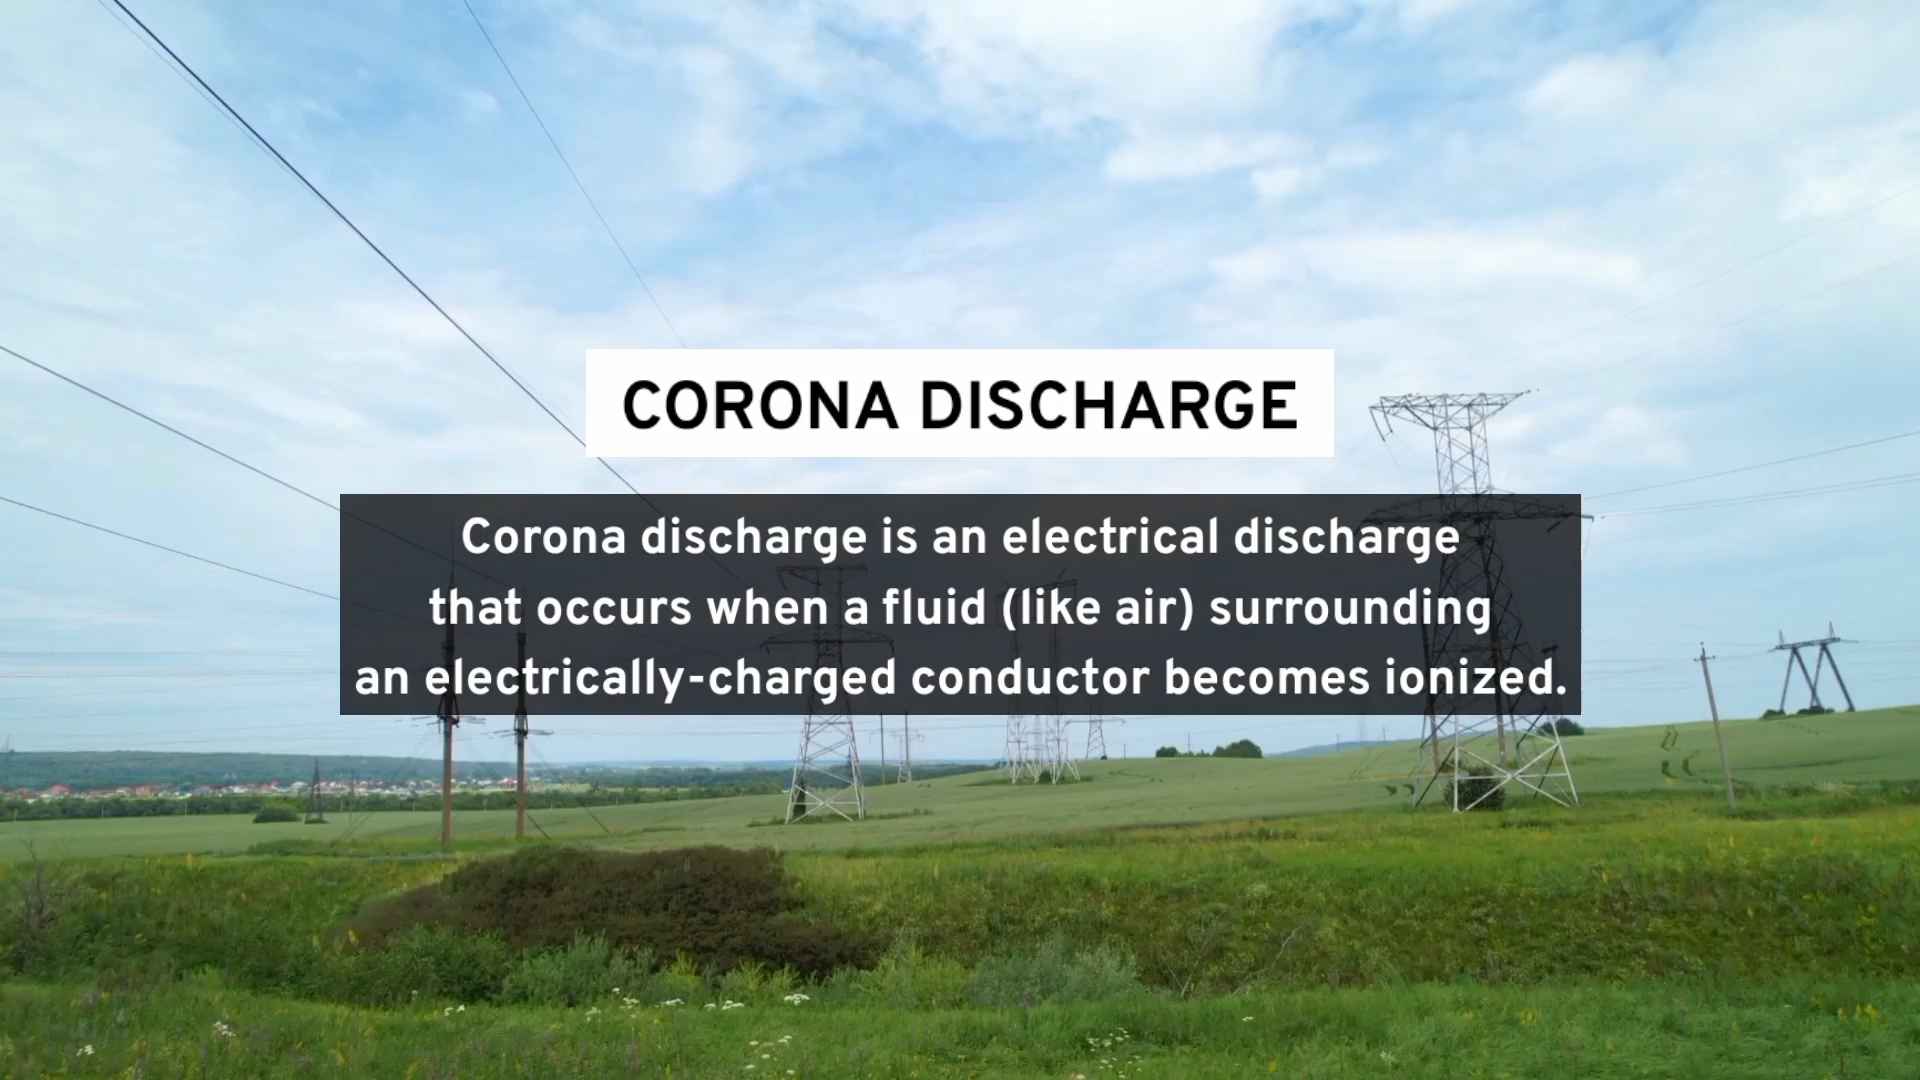 CORONA DISCHARGE
Corona discharge is an electrical discharge
that occurs when a fluid (like air) surrounding
an electrically-charged conductor becomes ionized.